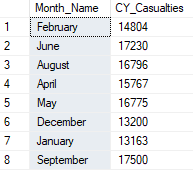 Month_Name CY_Casualties
1 February 14804
2 June 17230
3 August 16796
4 April 15767
5 May 16775
6 December 13200
7 January 13163
8 September 17500